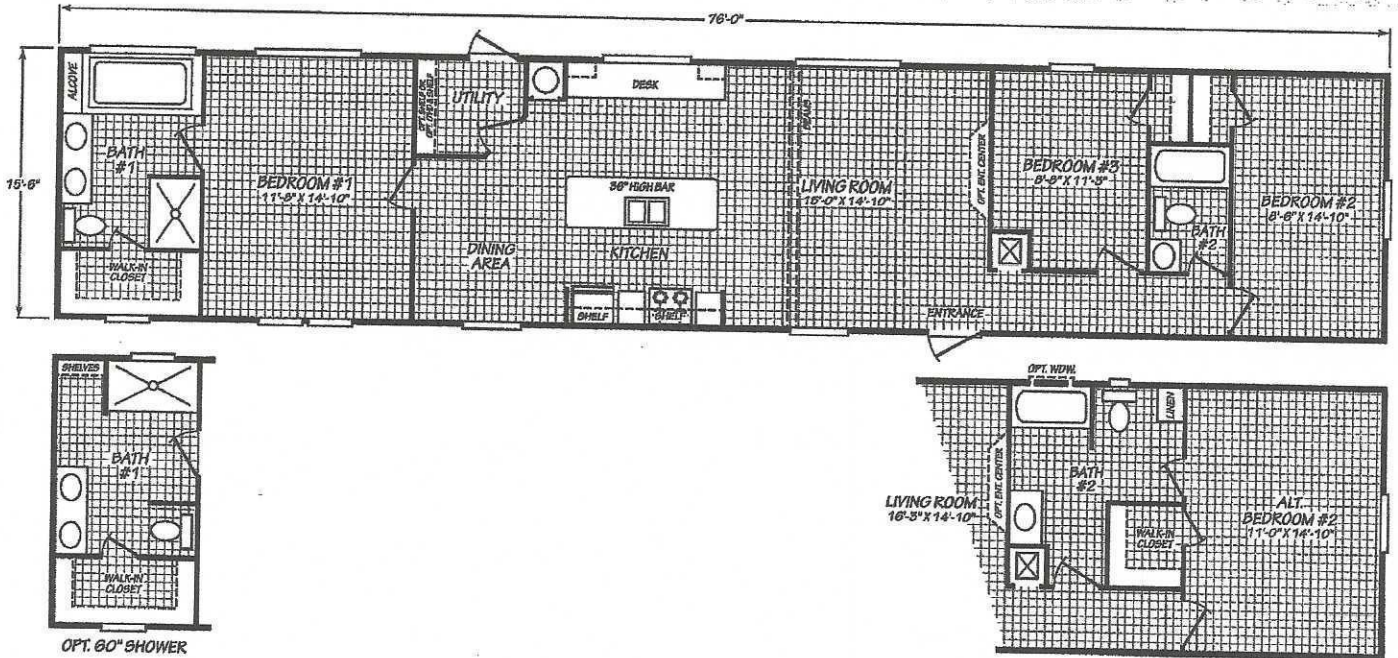 76'-0"
15'-6"
ALCOVE
BATH
#1
WALK-IN
CLOSET
BEDROOM #1
11'-8" X 14'-10"
UTILITY
DESK
36" HIGH BAR
DINING
AREA
KITCHEN
SHELF
SHELF
BEAMS
LIVING ROOM
15'-0" X 14'-10"
OPT. ENT. CENTER
ENTRANCE
BEDROOM #3
BATH
#2
BEDROOM #2
8'-6" X 14'-10"
SHELVES
BATH
#1
WALK-IN
CLOSET
OPT. 60" SHOWER
OPT. WDW.
LINEN
LIVING ROOM
16'-3" X 14'-10"
OPT. ENT. CENTER
BATH
#2
WALK-IN
CLOSET
ALT.
BEDROOM #2
11'-0" X 14'-10"